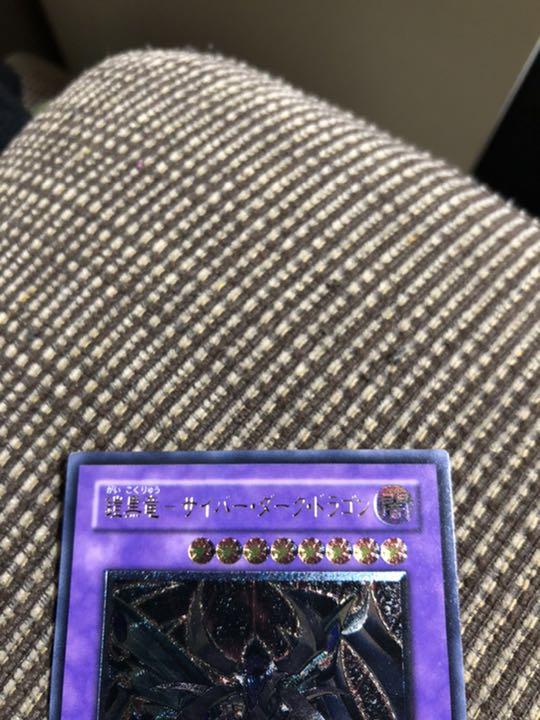 がいこくりゅう
鎧黒竜-サイバー・ダーク・ドラゴン
闇